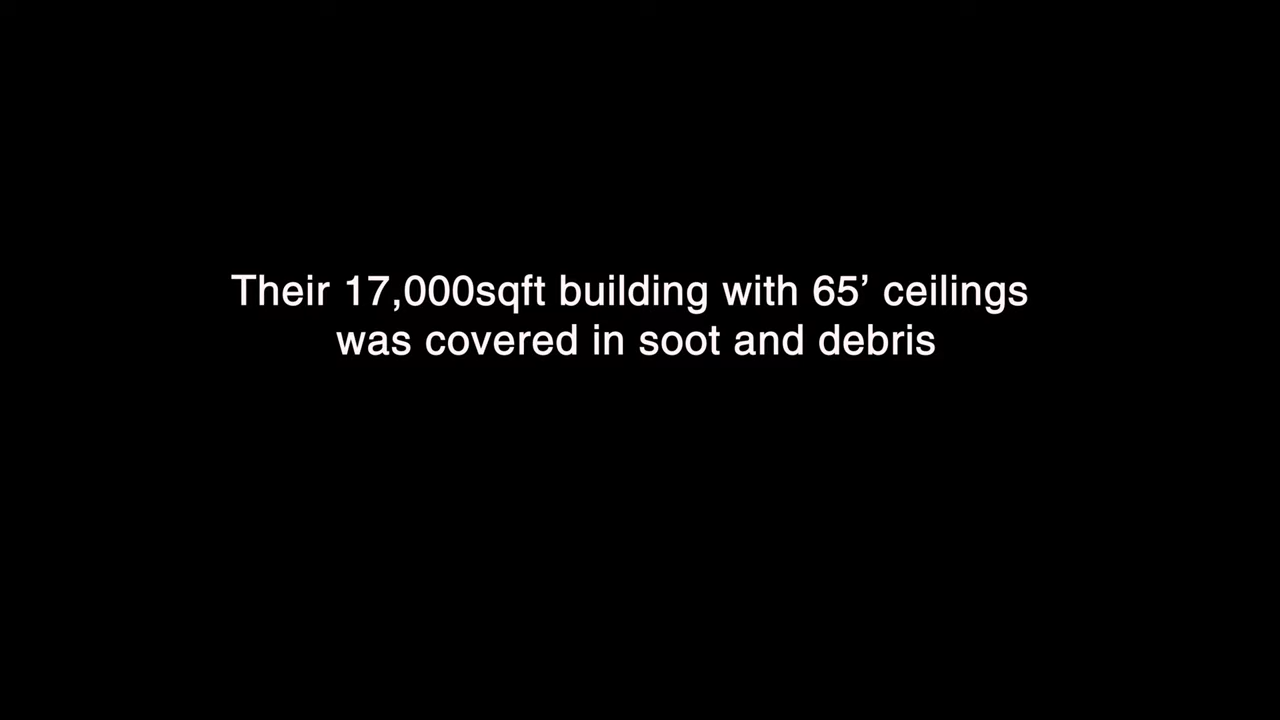 Their 17,000sqft building with 65’ ceilings
was covered in soot and debris